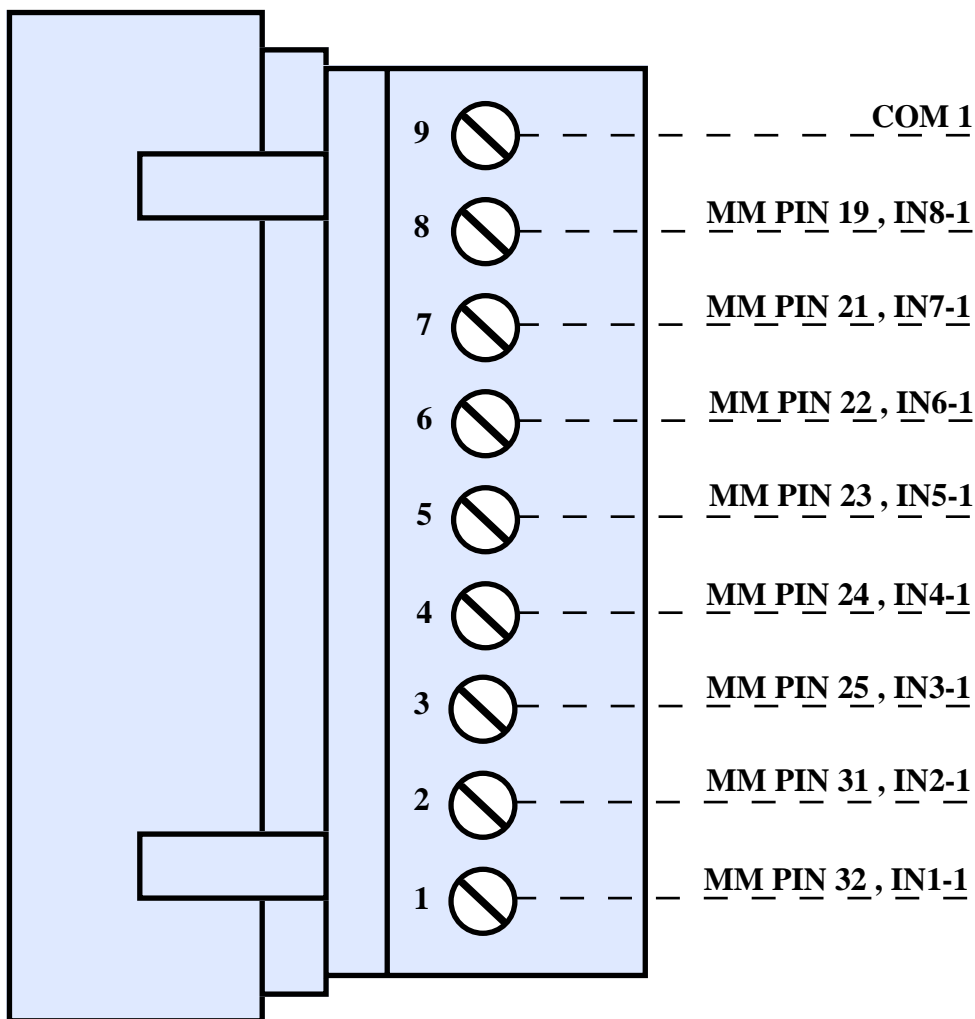 9 COM 1
8 MM PIN 19 , IN8-1
7 MM PIN 21 , IN7-1
6 MM PIN 22 , IN6-1
5 MM PIN 23 , IN5-1
4 MM PIN 24 , IN4-1
3 MM PIN 25 , IN3-1
2 MM PIN 31 , IN2-1
1 MM PIN 32 , IN1-1